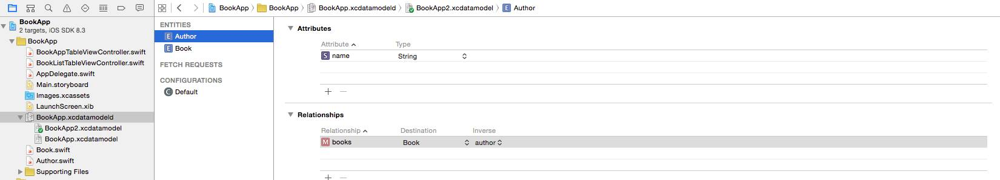 BookApp 〉 BookApp 〉 BookApp.xcdatamodeld 〉 BookApp2.xcdatamodel 〉 E Author
BookApp
2 targets, iOS SDK 8.3
BookApp
BookAppTableViewController.swift
BookListTableViewController.swift
AppDelegate.swift
Main.storyboard
Images.xcassets
LaunchScreen.xib
BookApp.xcdatamodeld
BookApp2.xcdatamodel
BookApp.xcdatamodel
Book.swift
Author.swift
Supporting Files
ENTITIES
E Author
E Book
FETCH REQUESTS
CONFIGURATIONS
C Default
Attributes
Attribute Type
S name String
+ −
Relationships
Relationship Destination Inverse
M books Book author
+ −